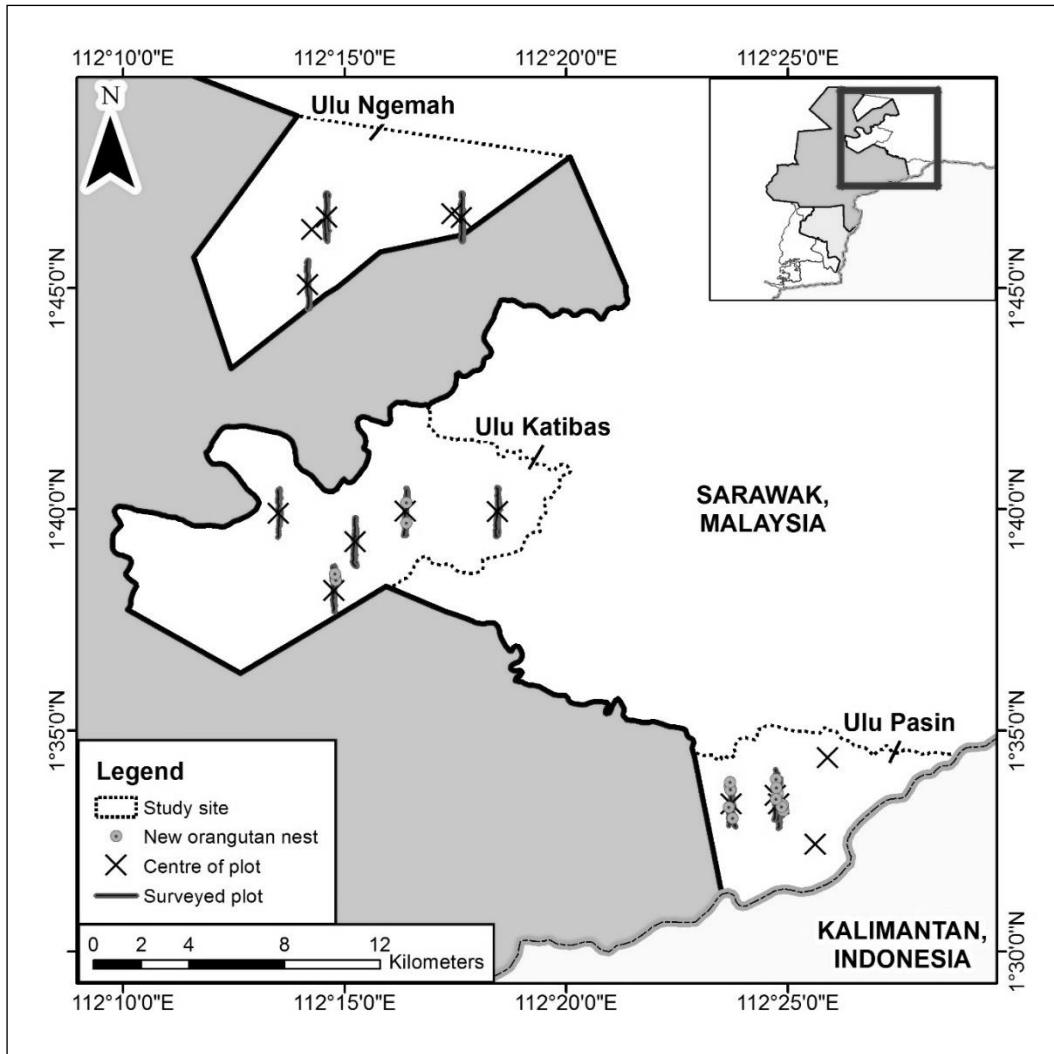 112°10'0"E 112°15'0"E 112°20'0"E 112°25'0"E
N
Ulu Ngemah
1°45'0"N 1°45'0"N
Ulu Katibas
SARAWAK,
MALAYSIA
1°40'0"N 1°40'0"N
Ulu Pasin
1°35'0"N 1°35'0"N
Legend
Study site
New orangutan nest
Centre of plot
Surveyed plot
0 2 4 8 12
Kilometers
KALIMANTAN,
INDONESIA
1°30'0"N
112°10'0"E 112°15'0"E 112°20'0"E 112°25'0"E